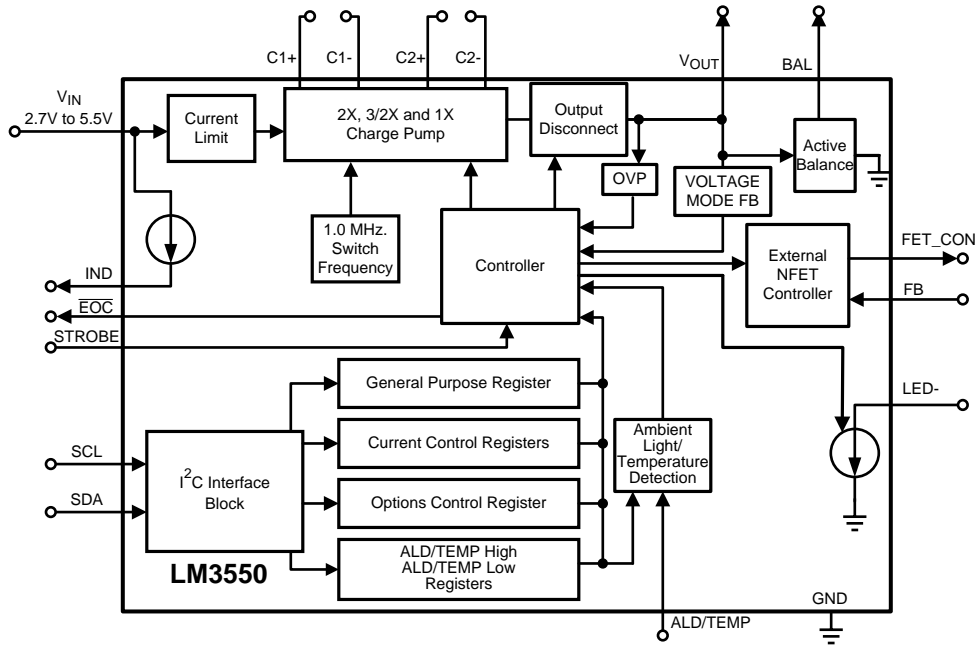 C1+
C1-
C2+
C2-
VOUT
BAL
VIN
2.7V to 5.5V
Current
Limit
2X, 3/2X and 1X
Charge Pump
Output
Disconnect
Active
Balance
OVP
VOLTAGE
MODE FB
1.0 MHz.
Switch
Frequency
Controller
External
NFET
Controller
FET_CON
FB
IND
EOC
STROBE
General Purpose Register
LED-
Current Control Registers
Ambient
Light/
Temperature
Detection
SCL
SDA
I2C Interface
Block
Options Control Register
ALD/TEMP High
ALD/TEMP Low
Registers
LM3550
GND
ALD/TEMP